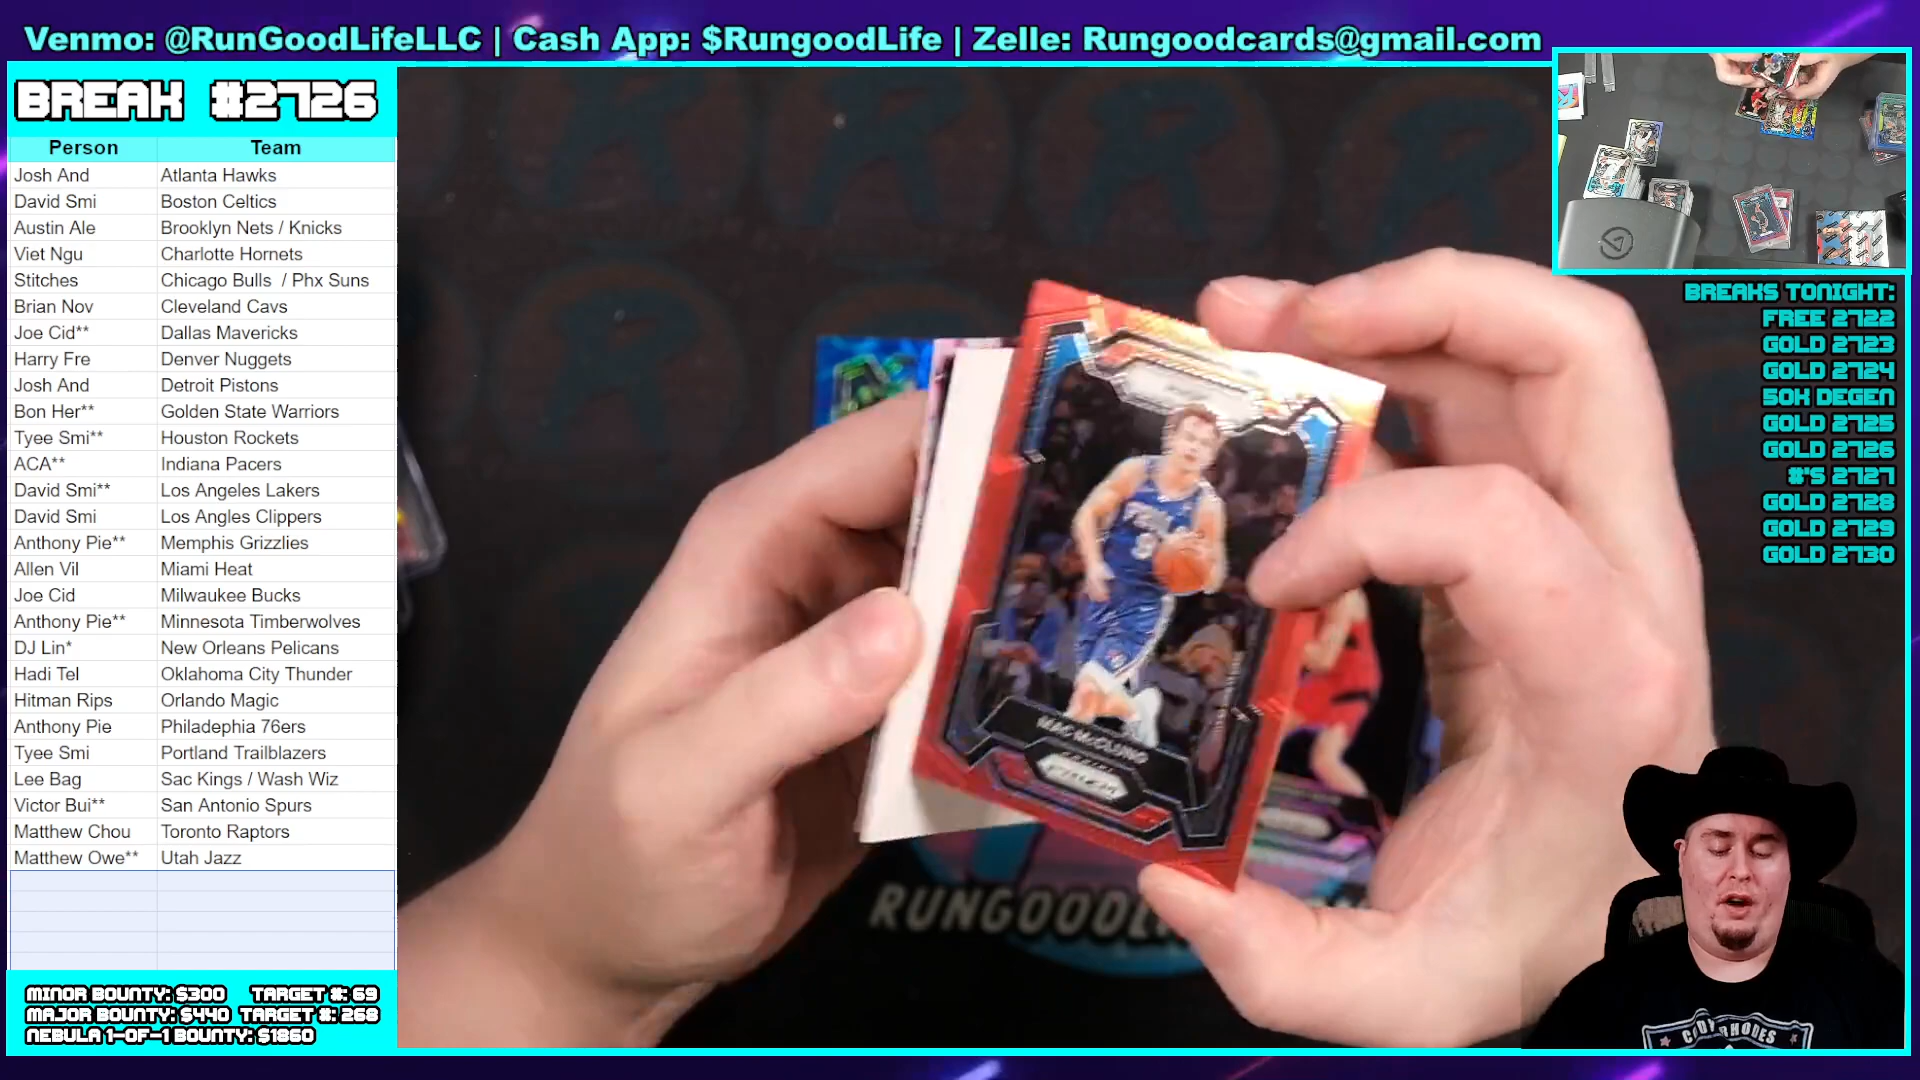 Venmo: @RunGoodLifeLLC | Cash App: $RungoodLife | Zelle: Rungoodcards@gmail.com
BREAK #2726
Person Team
Josh And Atlanta Hawks
David Smi Boston Celtics
Austin Ale Brooklyn Nets / Knicks
Viet Ngu Charlotte Hornets
Stitches Chicago Bulls / Phx Suns
Brian Nov Cleveland Cavs
Joe Cid** Dallas Mavericks
Harry Fre Denver Nuggets
Josh And Detroit Pistons
Bon Her** Golden State Warriors
Tyee Smi** Houston Rockets
ACA** Indiana Pacers
David Smi** Los Angeles Lakers
David Smi Los Angles Clippers
Anthony Pie** Memphis Grizzlies
Allen Vil Miami Heat
Joe Cid Milwaukee Bucks
Anthony Pie** Minnesota Timberwolves
DJ Lin* New Orleans Pelicans
Hadi Tel Oklahoma City Thunder
Hitman Rips Orlando Magic
Anthony Pie Philadephia 76ers
Tyee Smi Portland Trailblazers
Lee Bag Sac Kings / Wash Wiz
Victor Bui** San Antonio Spurs
Matthew Chou Toronto Raptors
Matthew Owe** Utah Jazz
MINOR BOUNTY: $300 TARGET #: 69
MAJOR BOUNTY: $440 TARGET #: 268
NEBULA 1-OF-1 BOUNTY: $1860
MAC McCLUNG
PANINI
PRIZM
RUNGOODL
BREAKS TONIGHT:
FREE 2722
GOLD 2723
GOLD 2724
50K DEGEN
GOLD 2725
GOLD 2726
#'S 2727
GOLD 2728
GOLD 2729
GOLD 2730
CODY RHODES